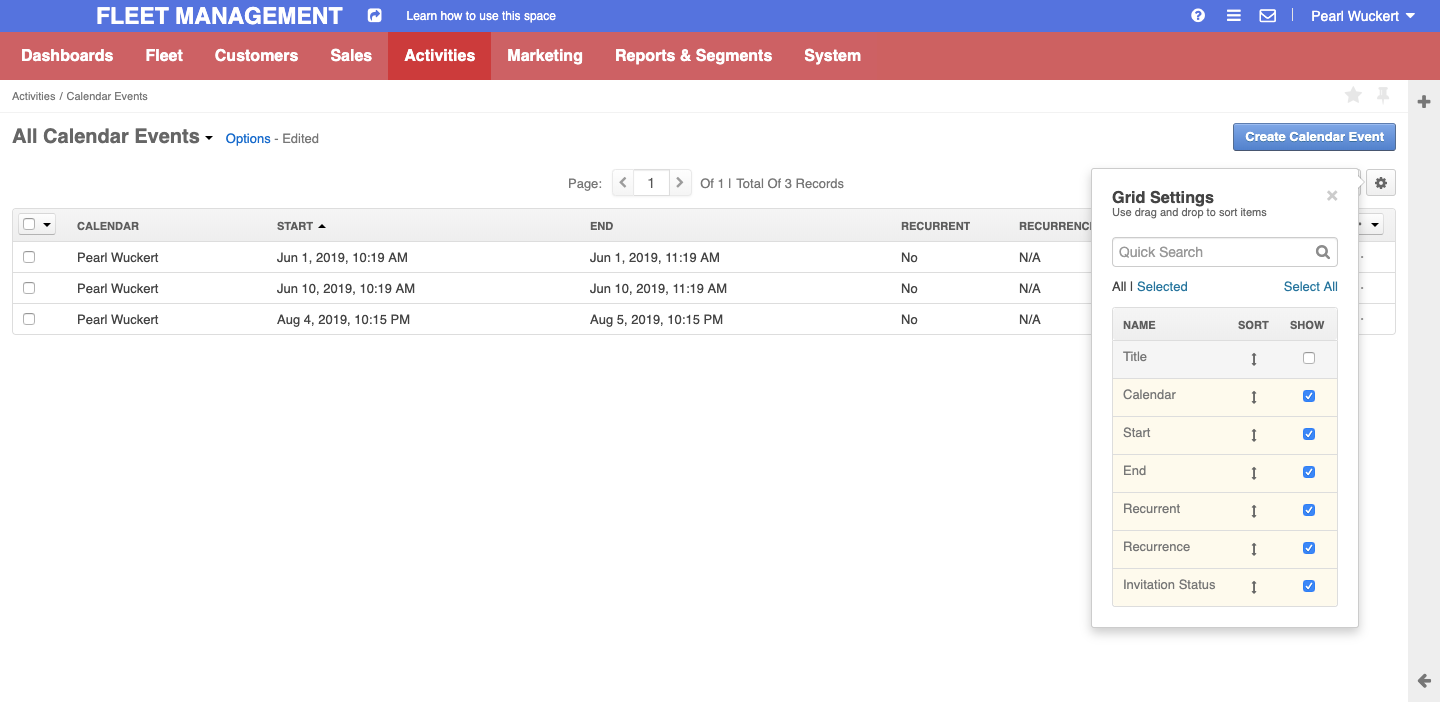 FLEET MANAGEMENT Learn how to use this space Pearl Wuckert
Dashboards Fleet Customers Sales Activities Marketing Reports & Segments System
Activities / Calendar Events
All Calendar Events Options - Edited Create Calendar Event
Page: 1 Of 1 | Total Of 3 Records
CALENDAR START END RECURRENT RECURRENC
Pearl Wuckert Jun 1, 2019, 10:19 AM Jun 1, 2019, 11:19 AM No N/A
Pearl Wuckert Jun 10, 2019, 10:19 AM Jun 10, 2019, 11:19 AM No N/A
Pearl Wuckert Aug 4, 2019, 10:15 PM Aug 5, 2019, 10:15 PM No N/A
Grid Settings
Use drag and drop to sort items
Quick Search
All | Selected Select All
NAME SORT SHOW
Title
Calendar
Start
End
Recurrent
Recurrence
Invitation Status